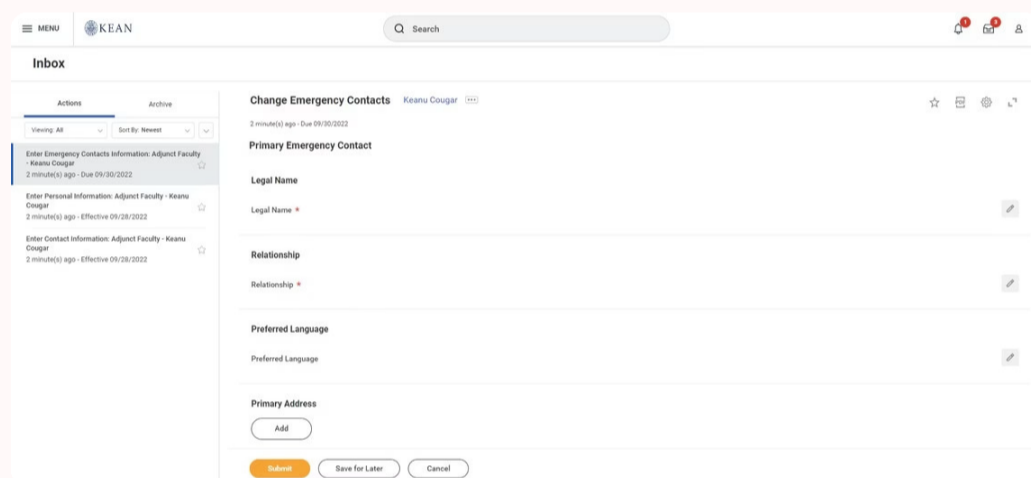 MENU
KEAN
Search
1
3
Inbox
Actions
Archive
Viewing: All
Sort By: Newest
Enter Emergency Contacts Information: Adjunct Faculty
- Keanu Cougar
2 minute(s) ago - Due 09/30/2022
Enter Personal Information: Adjunct Faculty - Keanu
Cougar
2 minute(s) ago - Effective 09/28/2022
Enter Contact Information: Adjunct Faculty - Keanu
Cougar
2 minute(s) ago - Effective 09/28/2022
Change Emergency Contacts Keanu Cougar
PDF
2 minute(s) ago - Due 09/30/2022
Primary Emergency Contact
Legal Name
Legal Name *
Relationship
Relationship *
Preferred Language
Preferred Language
Primary Address
Add
Submit
Save for Later
Cancel